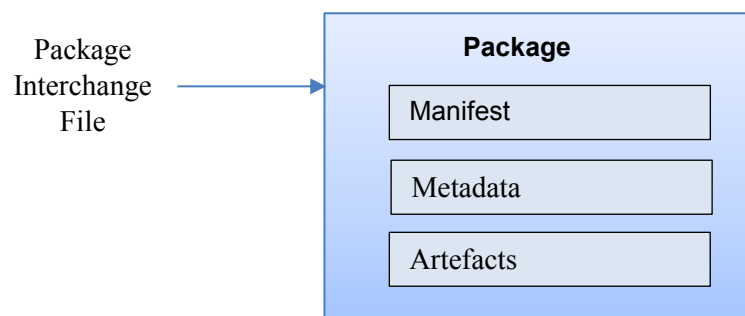 Package
Interchange
File
Package
Manifest
Metadata
Artefacts